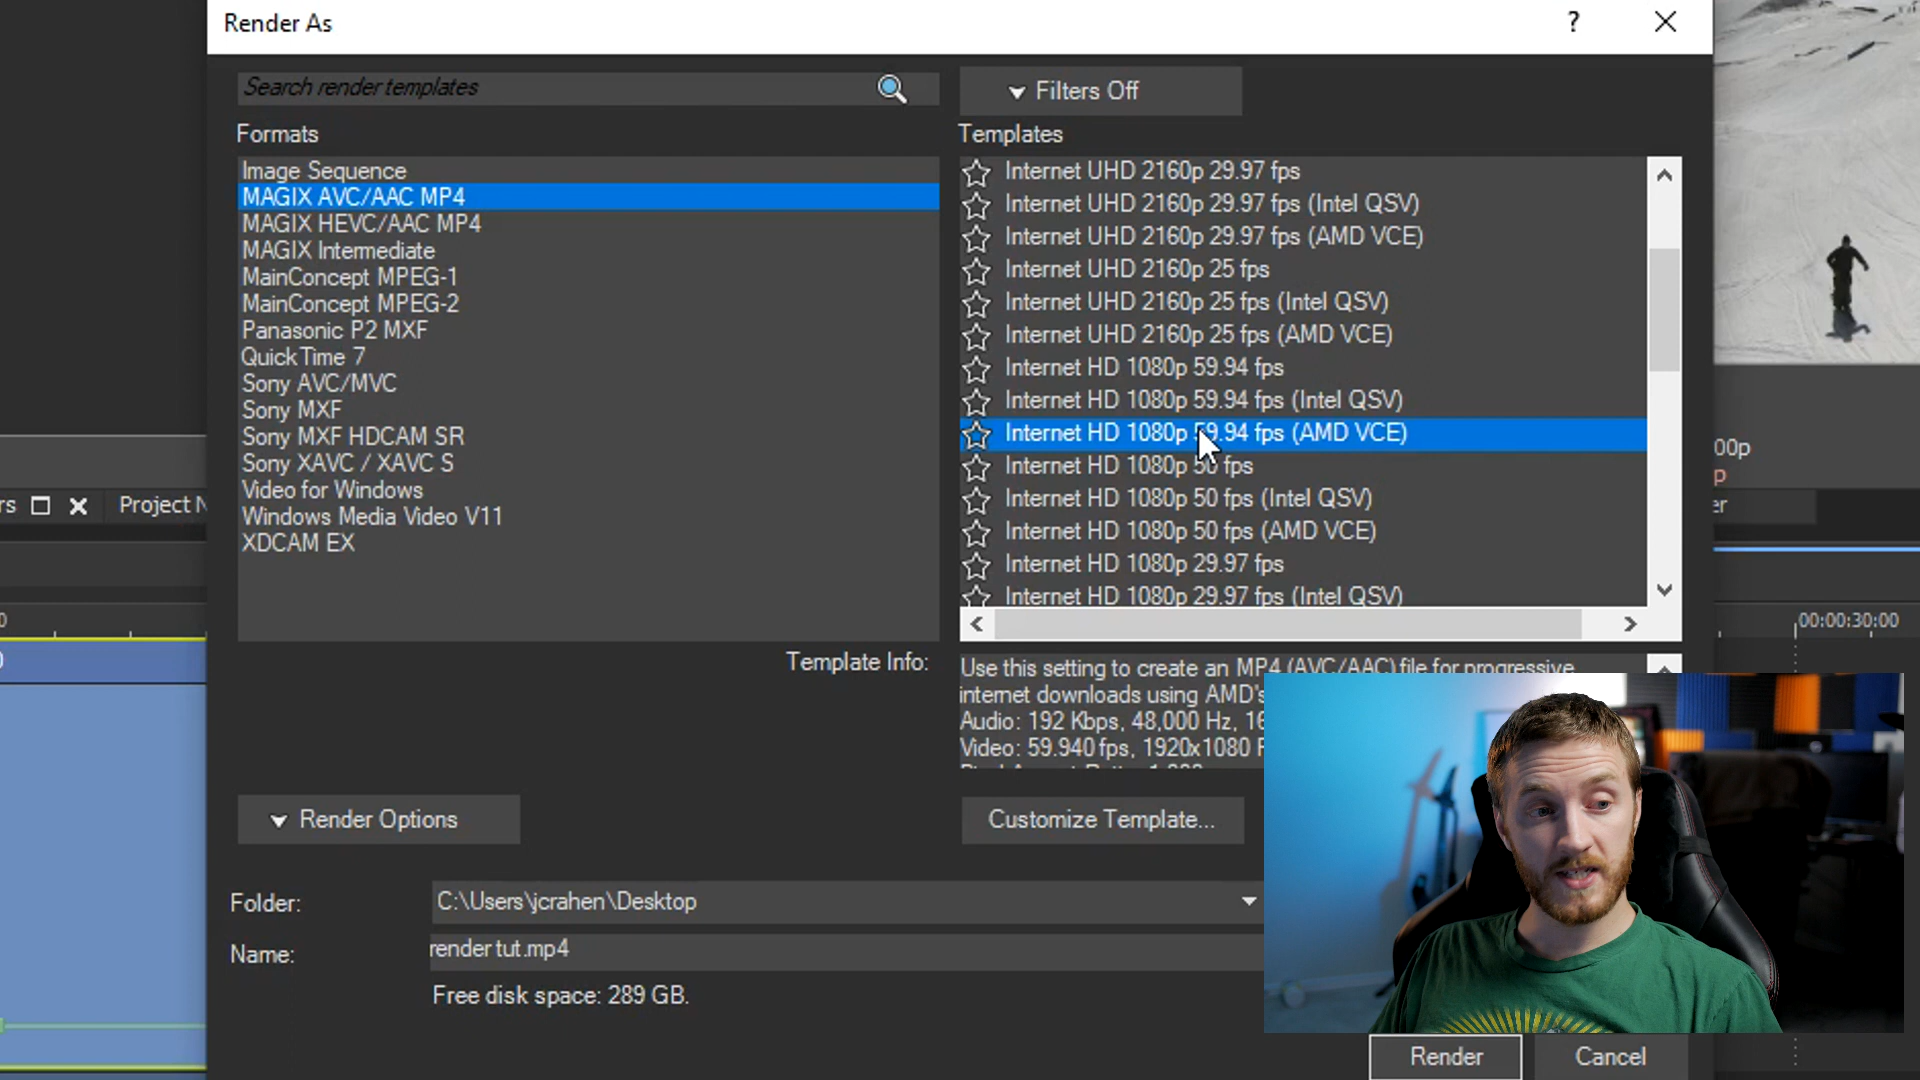 Render As
?
Search render templates
Filters Off
Formats
Templates
Image Sequence
MAGIX AVC/AAC MP4
MAGIX HEVC/AAC MP4
MAGIX Intermediate
MainConcept MPEG-1
MainConcept MPEG-2
Panasonic P2 MXF
QuickTime 7
Sony AVC/MVC
Sony MXF
Sony MXF HDCAM SR
Sony XAVC / XAVC S
Video for Windows
Windows Media Video V11
XDCAM EX
Internet UHD 2160p 29.97 fps
Internet UHD 2160p 29.97 fps (Intel QSV)
Internet UHD 2160p 29.97 fps (AMD VCE)
Internet UHD 2160p 25 fps
Internet UHD 2160p 25 fps (Intel QSV)
Internet UHD 2160p 25 fps (AMD VCE)
Internet HD 1080p 59.94 fps
Internet HD 1080p 59.94 fps (Intel QSV)
Internet HD 1080p 59.94 fps (AMD VCE)
Internet HD 1080p 50 fps
Internet HD 1080p 50 fps (Intel QSV)
Internet HD 1080p 50 fps (AMD VCE)
Internet HD 1080p 29.97 fps
Internet HD 1080p 29.97 fps (Intel QSV)
00p
p
er
rs
Project N
00:00:30:00
Template Info:
Use this setting to create an MP4 (AVC/AAC) file for progressive
internet downloads using AMD's
Audio: 192 Kbps, 48,000 Hz, 16
Video: 59.940 fps, 1920x1080 P
Render Options
Customize Template...
Folder:
C:\Users\jcrahen\Desktop
Name:
render tut.mp4
Free disk space: 289 GB.
Render
Cancel